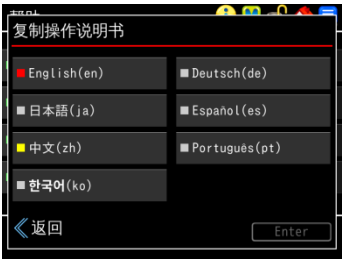 复制操作说明书
English(en)
Deutsch(de)
日本語(ja)
Español(es)
中文(zh)
Português(pt)
한국어(ko)
返回
Enter